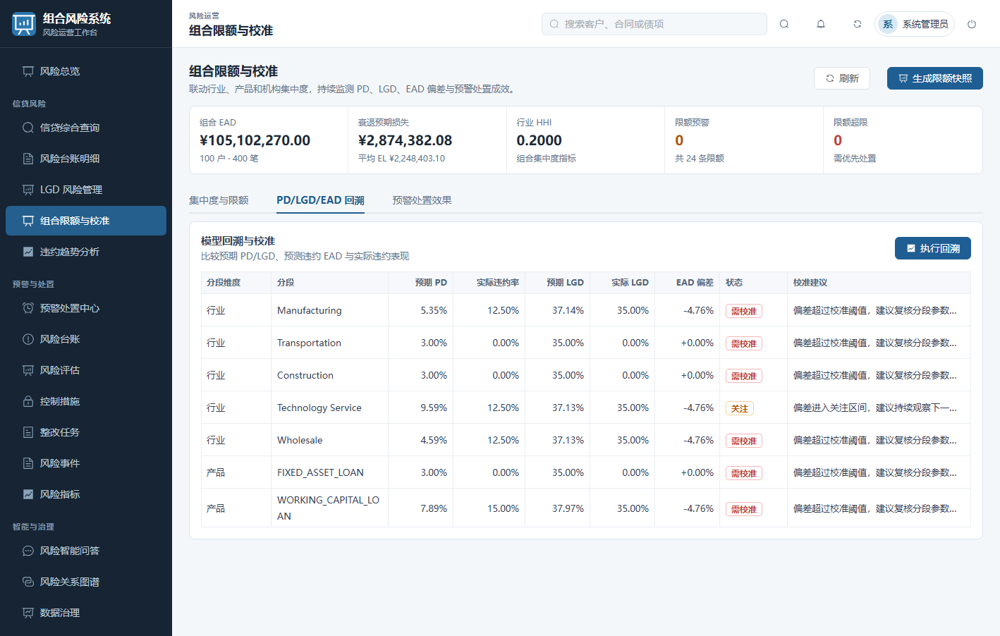 组合风险系统
风险运营工作台
风险总览
信贷风险
信贷综合查询
风险台账明细
LGD 风险管理
组合限额与校准
违约趋势分析
预警与处置
预警处置中心
风险台账
风险评估
控制措施
整改任务
风险事件
风险指标
智能与治理
风险智能问答
风险关系图谱
数据治理
风险运营
组合限额与校准
搜索客户、合同或债项
系 系统管理员
组合限额与校准
联动行业、产品和机构集中度，持续监测 PD、LGD、EAD 偏差与预警处置成效。
刷新
生成限额快照
组合 EAD
¥105,102,270.00
100 户 · 400 笔
衰退预期损失
¥2,874,382.08
平均 EL ¥2,248,403.10
行业 HHI
0.2000
组合集中度指标
限额预警
0
共 24 条限额
限额超限
0
需优先处置
集中度与限额 PD/LGD/EAD 回溯 预警处置效果
模型回溯与校准
比较预期 PD/LGD、预测违约 EAD 与实际违约表现
执行回溯
分段维度 分段 预期 PD 实际违约率 预期 LGD 实际 LGD EAD 偏差 状态 校准建议
行业 Manufacturing 5.35% 12.50% 37.14% 35.00% -4.76% 需校准 偏差超过校准阈值，建议复核分段参数...
行业 Transportation 3.00% 0.00% 35.00% 0.00% +0.00% 需校准 偏差超过校准阈值，建议复核分段参数...
行业 Construction 3.00% 0.00% 35.00% 0.00% +0.00% 需校准 偏差超过校准阈值，建议复核分段参数...
行业 Technology Service 9.59% 12.50% 37.13% 35.00% -4.76% 关注 偏差进入关注区间，建议持续观察下一...
行业 Wholesale 4.59% 12.50% 37.13% 35.00% -4.76% 需校准 偏差超过校准阈值，建议复核分段参数...
产品 FIXED_ASSET_LOAN 3.00% 0.00% 35.00% 0.00% +0.00% 需校准 偏差超过校准阈值，建议复核分段参数...
产品 WORKING_CAPITAL_LO
AN 7.89% 15.00% 37.97% 35.00% -4.76% 需校准 偏差超过校准阈值，建议复核分段参数...